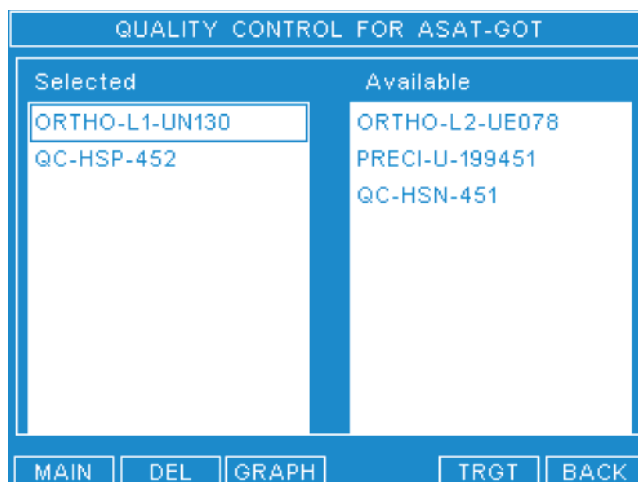 QUALITY CONTROL FOR ASAT-GOT
Selected
ORTHO-L1-UN130
QC-HSP-452
Available
ORTHO-L2-UE078
PRECI-U-199451
QC-HSN-451
MAIN DEL GRAPH TRGT BACK